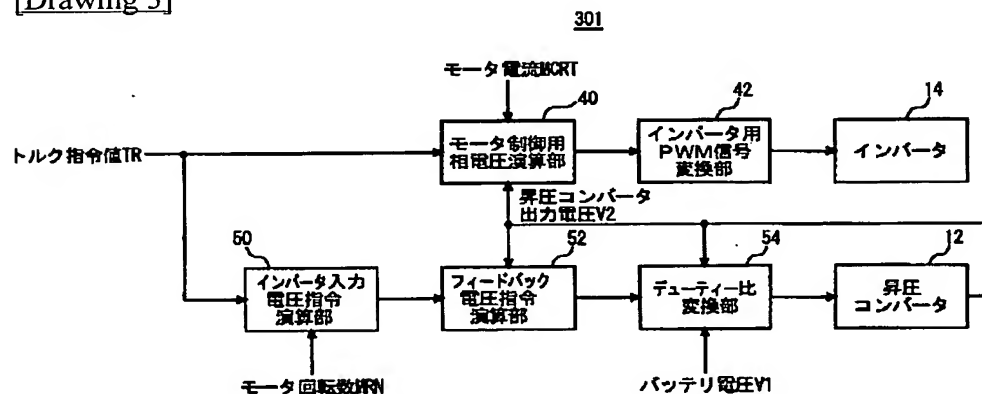 [Drawing 3]
301
モータ電流MCRT
40
42
14
トルク指令値TR
モータ制御用
相電圧演算部
インバータ用
PWM信号
変換部
インバータ
昇圧コンバータ
出力電圧V2
50
52
54
12
インバータ入力
電圧指令
演算部
フィードバック
電圧指令
演算部
デューティー比
変換部
昇圧
コンバータ
モータ回転数MRN
バッテリ電圧V1